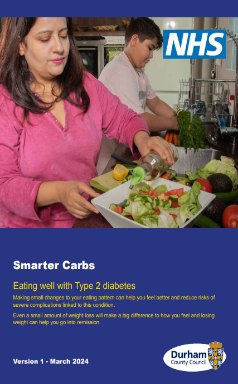 NHS
Smarter Carbs
Eating well with Type 2 diabetes
Making small changes to your eating pattern can help you feel better and reduce risks of
severe complications linked to this condition.
Even a small amount of weight loss will make a big difference to how you feel and losing
weight can help you go into remission
Version 1 - March 2024
Durham
County Council